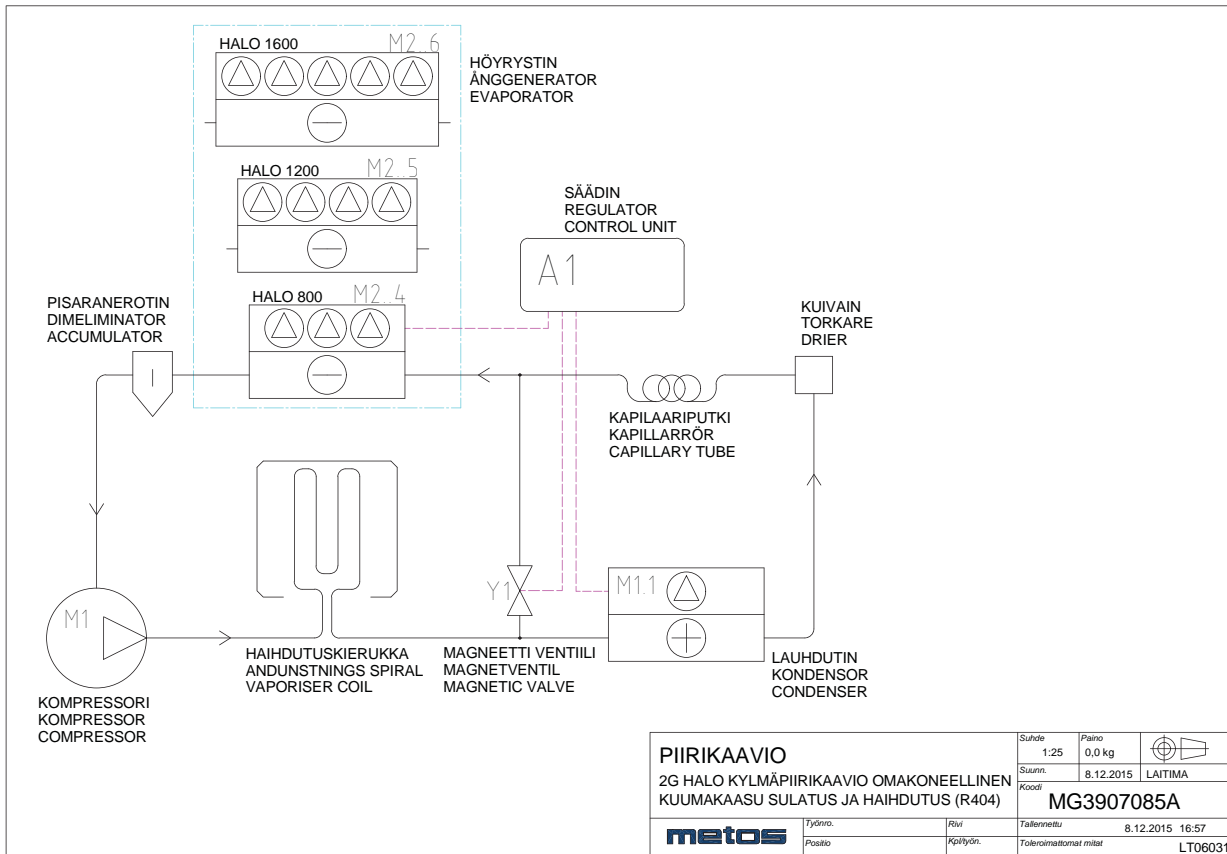 HALO 1600
M2..6
HÖYRYSTIN
ÅNGGENERATOR
EVAPORATOR
HALO 1200
M2..5
SÄÄDIN
REGULATOR
CONTROL UNIT
A1
HALO 800
M2..4
PISARANEROTIN
DIMELIMINATOR
ACCUMULATOR
KUIVAIN
TORKARE
DRIER
KAPILAARIPUTKI
KAPILLARRÖR
CAPILLARY TUBE
M1
Y1
M1.1
HAIHDUTUSKIERUKKA
ANDUNSTNINGS SPIRAL
VAPORISER COIL
MAGNEETTI VENTIILI
MAGNETVENTIL
MAGNETIC VALVE
LAUHDUTIN
KONDENSOR
CONDENSER
KOMPRESSORI
KOMPRESSOR
COMPRESSOR
PIIRIKAAVIO
2G HALO KYLMÄPIIRIKAAVIO OMAKONEELLINEN
KUUMAKAASU SULATUS JA HAIHDUTUS (R404)
Suhde
1:25
Paino
0,0 kg
Suunn.
8.12.2015
LAITIMA
Koodi
MG3907085A
metos
Työnro.
Rivi
Tallennettu
8.12.2015 16:57
Positio
Kpl/työn.
Toleroimattomat mitat
LT06031